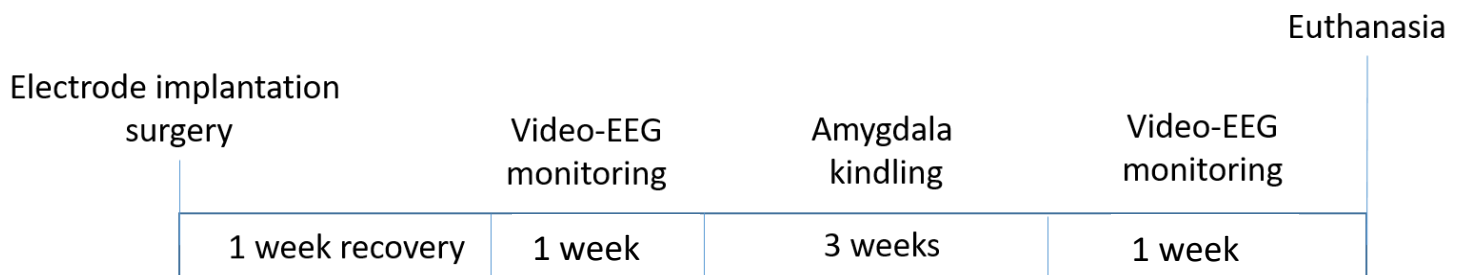 Euthanasia
Electrode implantation
surgery
Video-EEG
monitoring
Amygdala
kindling
Video-EEG
monitoring
1 week recovery
1 week
3 weeks
1 week